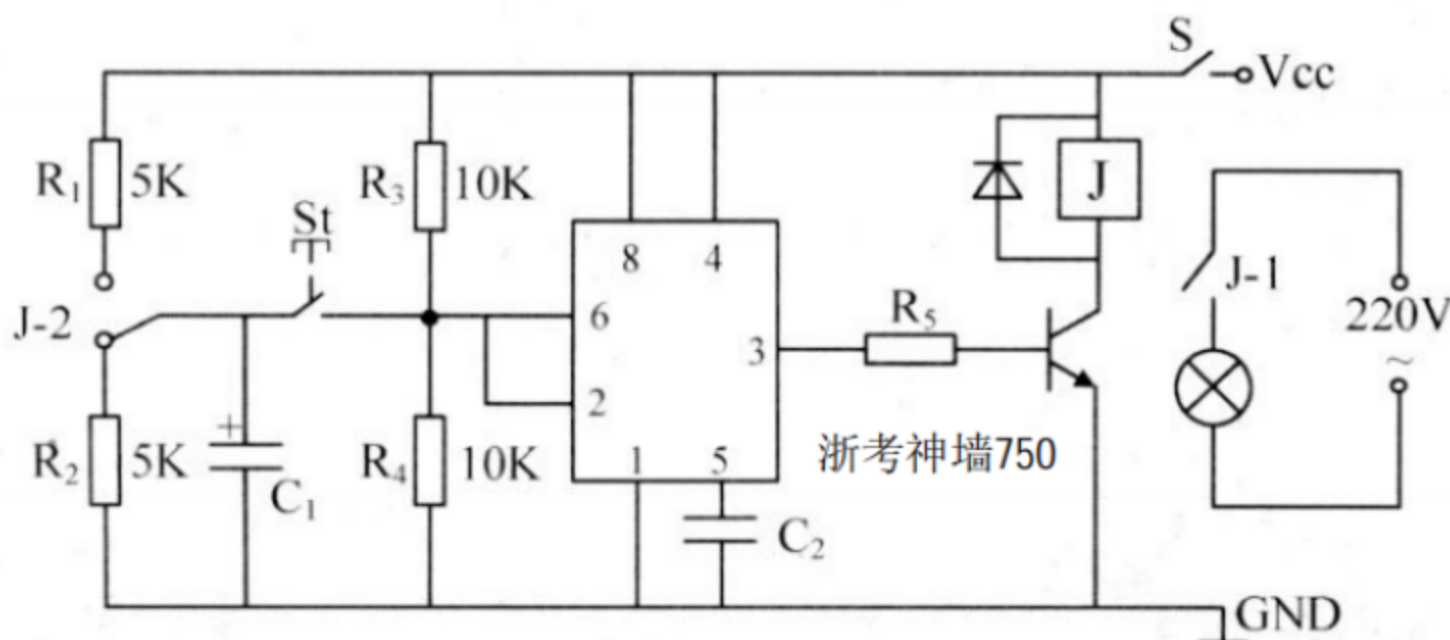 S
Vcc
R₁ 5K
R₃ 10K
St
J
8 4
J-1
220V
~
J-2
6
R₅
3
2
R₂ 5K
+
C₁
R₄ 10K
1 5
浙考神墙750
C₂
GND